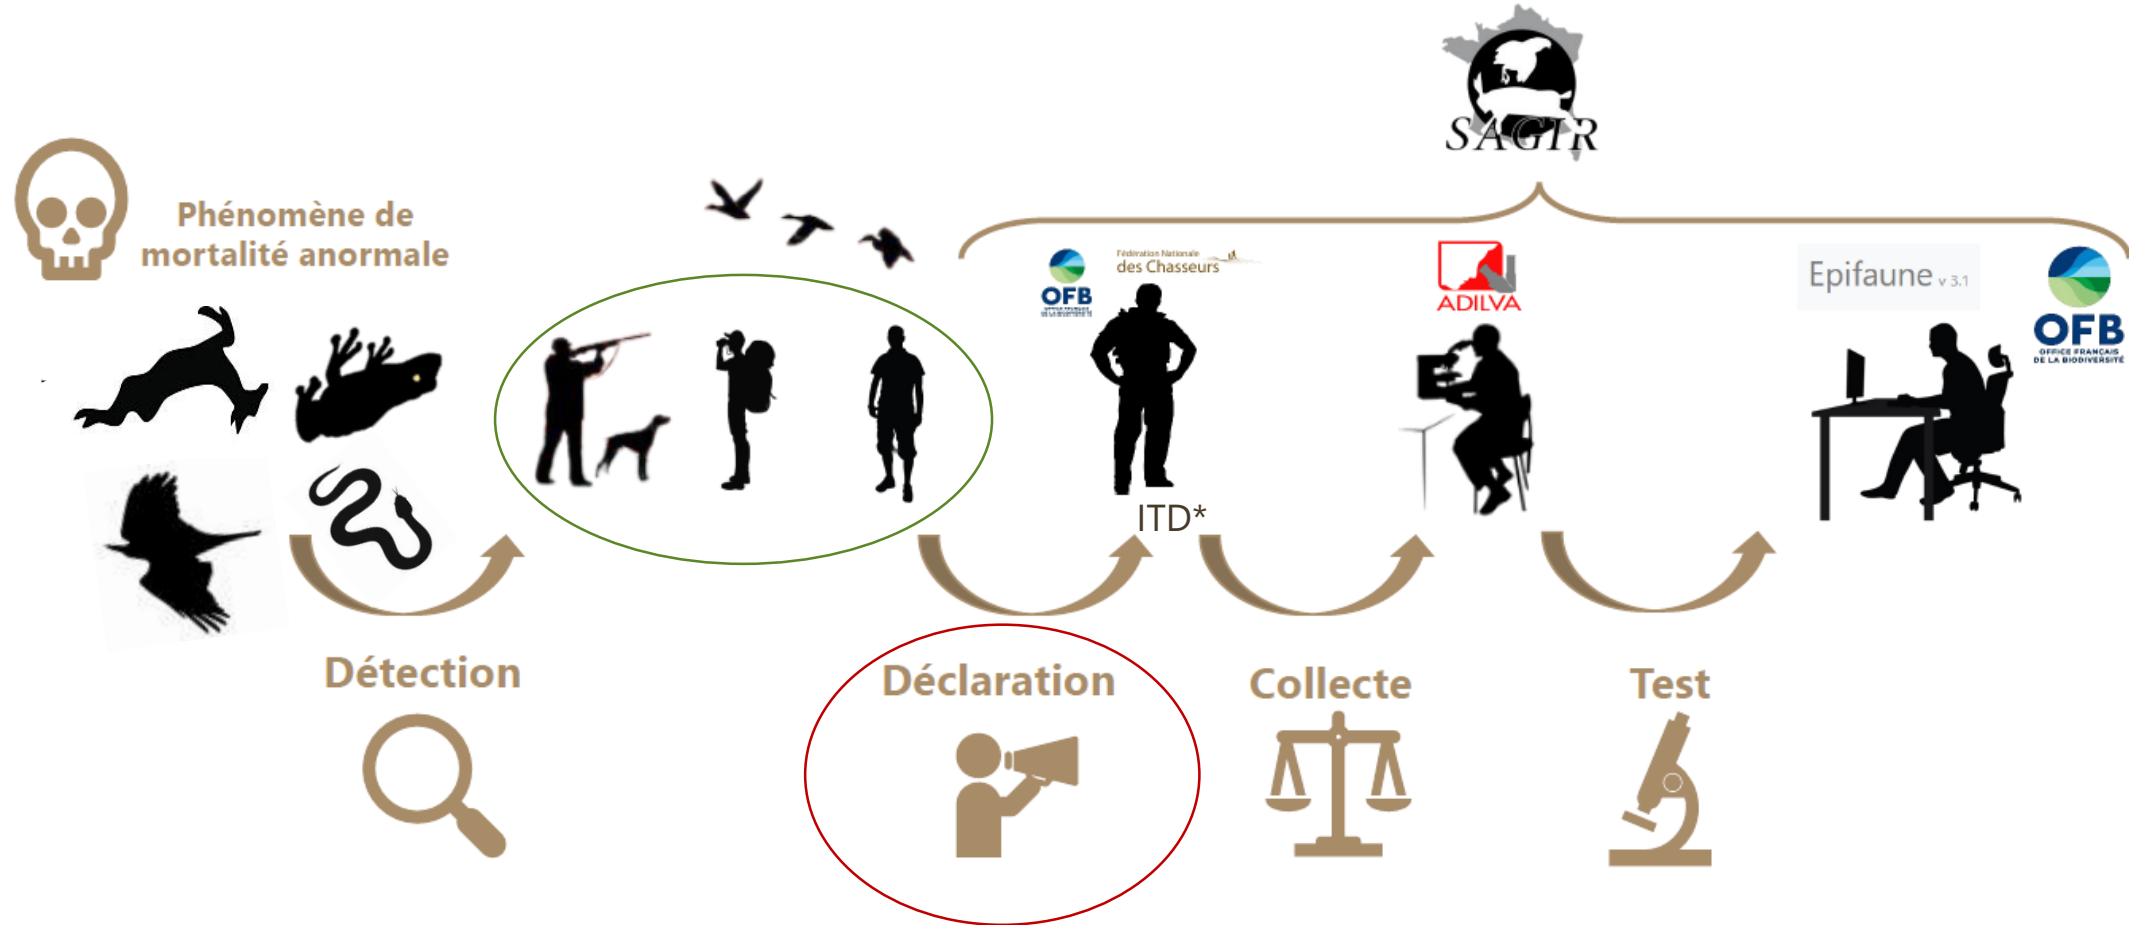 SAGIR
Phénomène de
mortalité anormale
OFB
Fédération Nationale
des Chasseurs
ADILVA
Epifaune v 3.1
OFB
OFFICE FRANÇAIS
DE LA BIODIVERSITÉ
ITD*
Détection
Déclaration
Collecte
Test